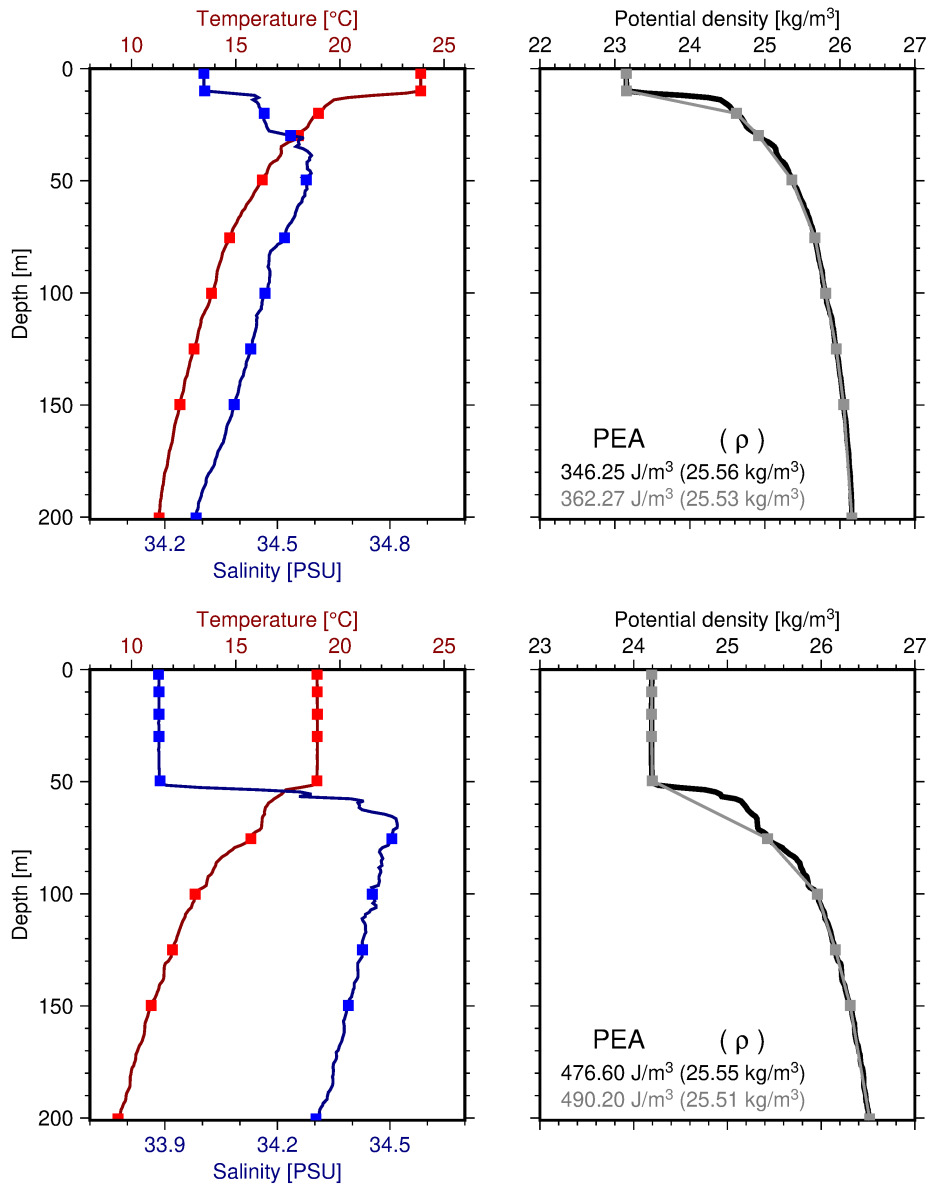 Temperature [°C]
10 15 20 25
0
50
100
150
200
Depth [m]
34.2 34.5 34.8
Salinity [PSU]
Potential density [kg/m³]
22 23 24 25 26 27
PEA ( ρ )
346.25 J/m³ (25.56 kg/m³)
362.27 J/m³ (25.53 kg/m³)
Temperature [°C]
10 15 20 25
0
50
100
150
200
Depth [m]
33.9 34.2 34.5
Salinity [PSU]
Potential density [kg/m³]
23 24 25 26 27
PEA ( ρ )
476.60 J/m³ (25.55 kg/m³)
490.20 J/m³ (25.51 kg/m³)